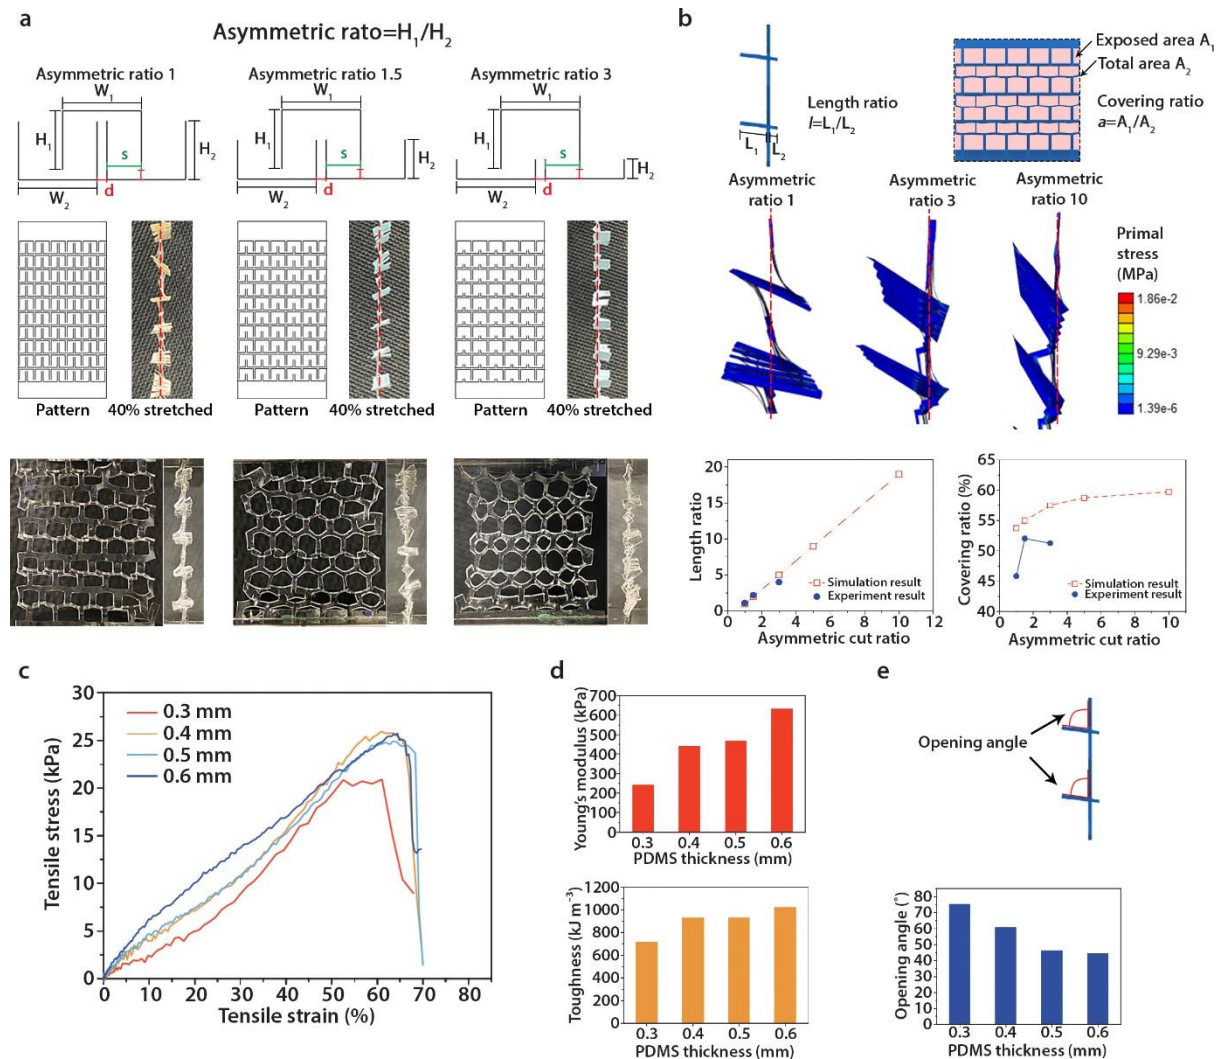 a
Asymmetric rato=H1/H2
Asymmetric ratio 1
Asymmetric ratio 1.5
Asymmetric ratio 3
W1
W1
W1
H1
s
H2
H1
s
H2
H1
s
H2
W2
d
W2
d
W2
d
Pattern
40% stretched
Pattern
40% stretched
Pattern
40% stretched
b
Length ratio
l=L1/L2
L1
L2
Exposed area A1
Total area A2
Covering ratio
a=A1/A2
Asymmetric
ratio 1
Asymmetric
ratio 3
Asymmetric
ratio 10
Primal
stress
(MPa)
1.86e-2
9.29e-3
1.39e-6
Length ratio
20
15
10
5
0
Simulation result
Experiment result
0 2 4 6 8 10 12
Asymmetric cut ratio
Covering ratio (%)
65
60
55
50
45
40
Simulation result
Experiment result
0 2 4 6 8 10
Asymmetric cut ratio
c
Tensile stress (kPa)
30
25
20
15
10
5
0
0.3 mm
0.4 mm
0.5 mm
0.6 mm
0 10 20 30 40 50 60 70 80
Tensile strain (%)
d
Young's modulus (kPa)
700
600
500
400
300
200
100
0
0.3 0.4 0.5 0.6
PDMS thickness (mm)
Toughness (kJ m-3)
1200
1000
800
600
400
200
0
0.3 0.4 0.5 0.6
PDMS thickness (mm)
e
Opening angle
Opening angle (°)
80
70
60
50
40
30
20
10
0
0.3 0.4 0.5 0.6
PDMS thickness (mm)